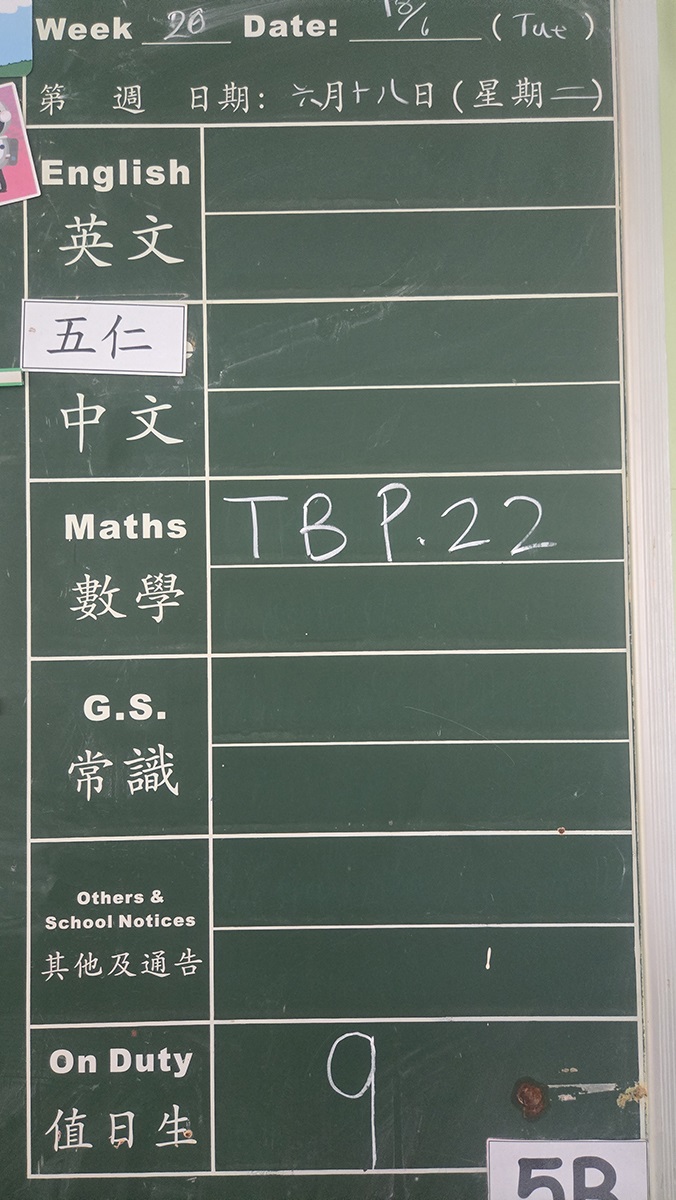 Week 20 Date: 18/6 (Tue)
第 週 日期: 六月十八日(星期二)
English
英文
五仁
中文
Maths
TB P.22
數學
G.S.
常識
Others &
School Notices
其他及通告
On Duty
9
值日生